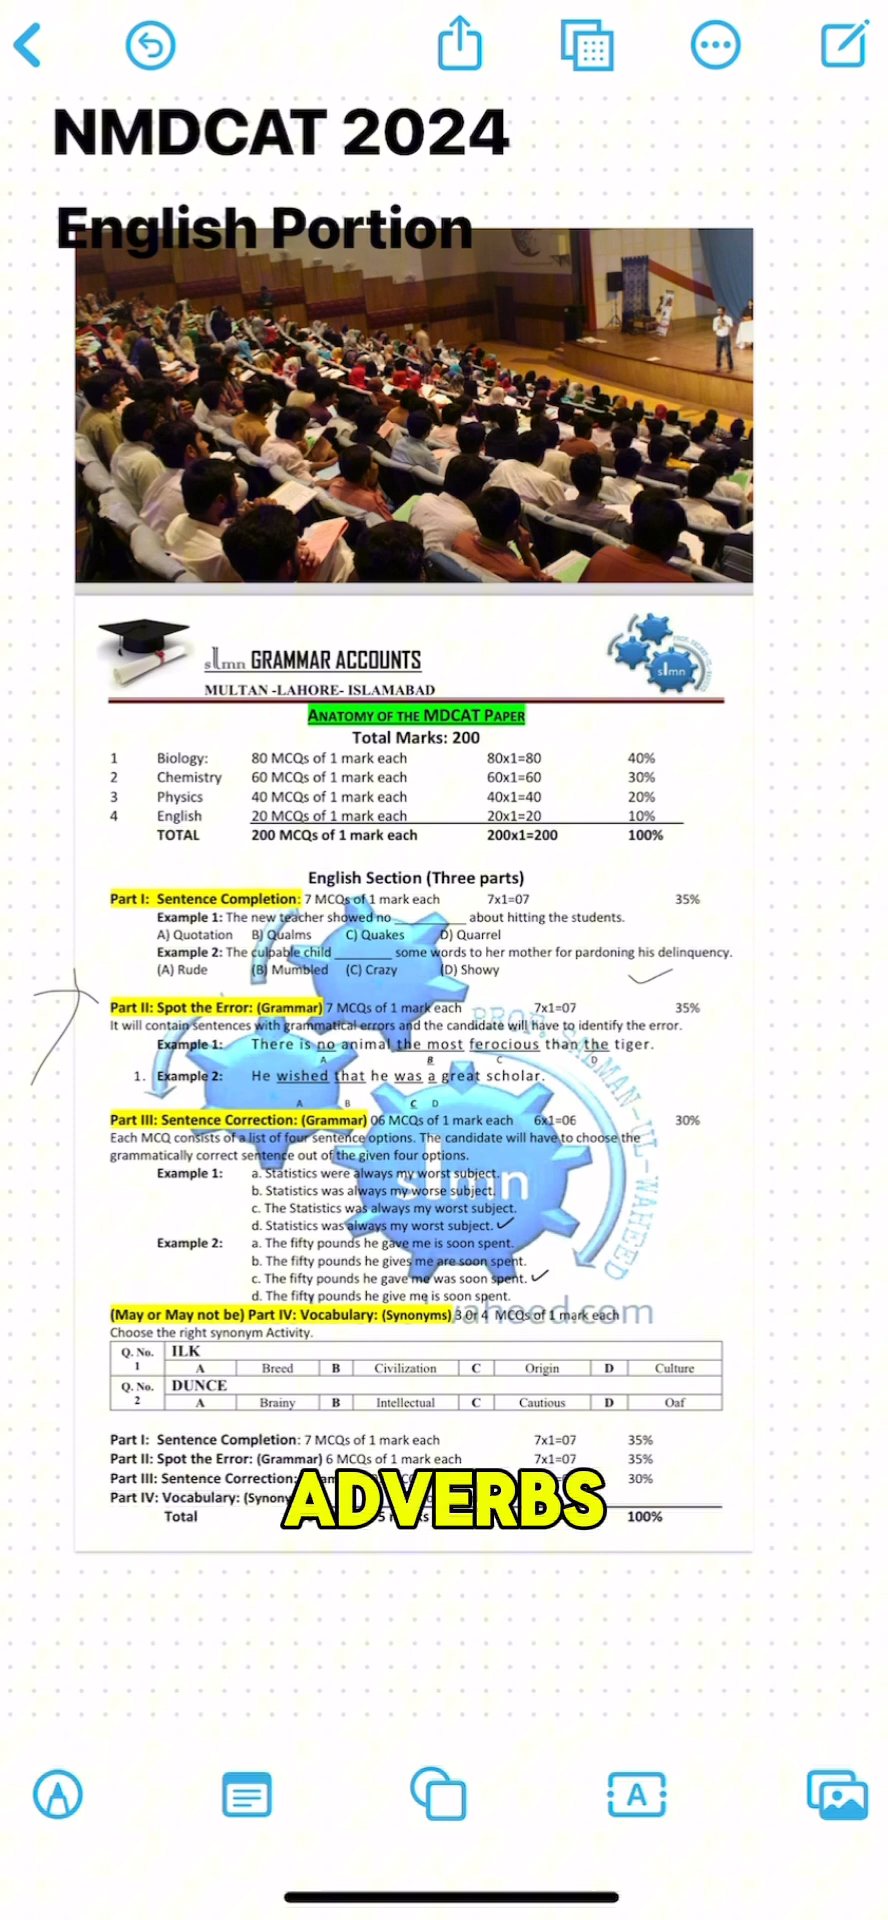 NMDCAT 2024
English Portion
slmn GRAMMAR ACCOUNTS
MULTAN -LAHORE- ISLAMABAD
slmn
ANATOMY OF THE MDCAT PAPER
Total Marks: 200
1 Biology: 80 MCQs of 1 mark each 80x1=80 40%
2 Chemistry 60 MCQs of 1 mark each 60x1=60 30%
3 Physics 40 MCQs of 1 mark each 40x1=40 20%
4 English 20 MCQs of 1 mark each 20x1=20 10%
TOTAL 200 MCQs of 1 mark each 200x1=200 100%
English Section (Three parts)
Part I: Sentence Completion: 7 MCQs of 1 mark each 7x1=07 35%
Example 1: The new teacher showed no __________ about hitting the students.
A) Quotation B) Qualms C) Quakes D) Quarrel
Example 2: The culpable child ________ some words to her mother for pardoning his delinquency.
(A) Rude (B) Mumbled (C) Crazy (D) Showy
Part II: Spot the Error: (Grammar) 7 MCQs of 1 mark each 7x1=07 35%
It will contain sentences with grammatical errors and the candidate will have to identify the error.
Example 1: There is no animal the most ferocious than the tiger.
A B C D
1. Example 2: He wished that he was a great scholar.
A B C D
Part III: Sentence Correction: (Grammar) 06 MCQs of 1 mark each 6x1=06 30%
Each MCQ consists of a list of four sentence options. The candidate will have to choose the
grammatically correct sentence out of the given four options.
Example 1: a. Statistics were always my worst subject.
b. Statistics was always my worse subject.
c. The Statistics was always my worst subject.
d. Statistics was always my worst subject.
Example 2: a. The fifty pounds he gave me is soon spent.
b. The fifty pounds he gives me are soon spent.
c. The fifty pounds he gave me was soon spent.
d. The fifty pounds he give me is soon spent.
PROF. SALMAN-UL-WAHEED
slmn
aheed.com
(May or May not be) Part IV: Vocabulary: (Synonyms) 3 0r 4 MCQs of 1 mark each
Choose the right synonym Activity.
Q. No. 1 ILK
A Breed B Civilization C Origin D Culture
Q. No. 2 DUNCE
A Brainy B Intellectual C Cautious D Oaf
Part I: Sentence Completion: 7 MCQs of 1 mark each 7x1=07 35%
Part II: Spot the Error: (Grammar) 6 MCQs of 1 mark each 7x1=07 35%
Part III: Sentence Correction: 30%
Part IV: Vocabulary: (Synon
ADVERBS
Total 100%